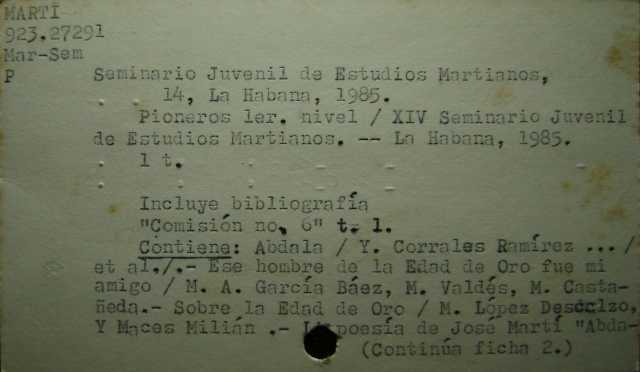 MARTÍ
923.27291
Mar-Sem
P Seminario Juvenil de Estudios Martianos,
14, La Habana, 1985.
Pioneros 1er. nivel / XIV Seminario Juvenil
de Estudios Martianos. -- La Habana, 1985.
1 t.
Incluye bibliografía
"Comisión no. 6" t. 1.
Contiene: Abdala / Y. Corrales Ramírez ... /
et al./.- Ese hombre de la Edad de Oro fue mi
amigo / M. A. García Báez, M. Valdés, M. Casta-
ñeda.- Sobre la Edad de Oro / M. López Descalzo,
Y Maces Milián .- poesía de José Martí "Abda-
(Continúa ficha 2.)